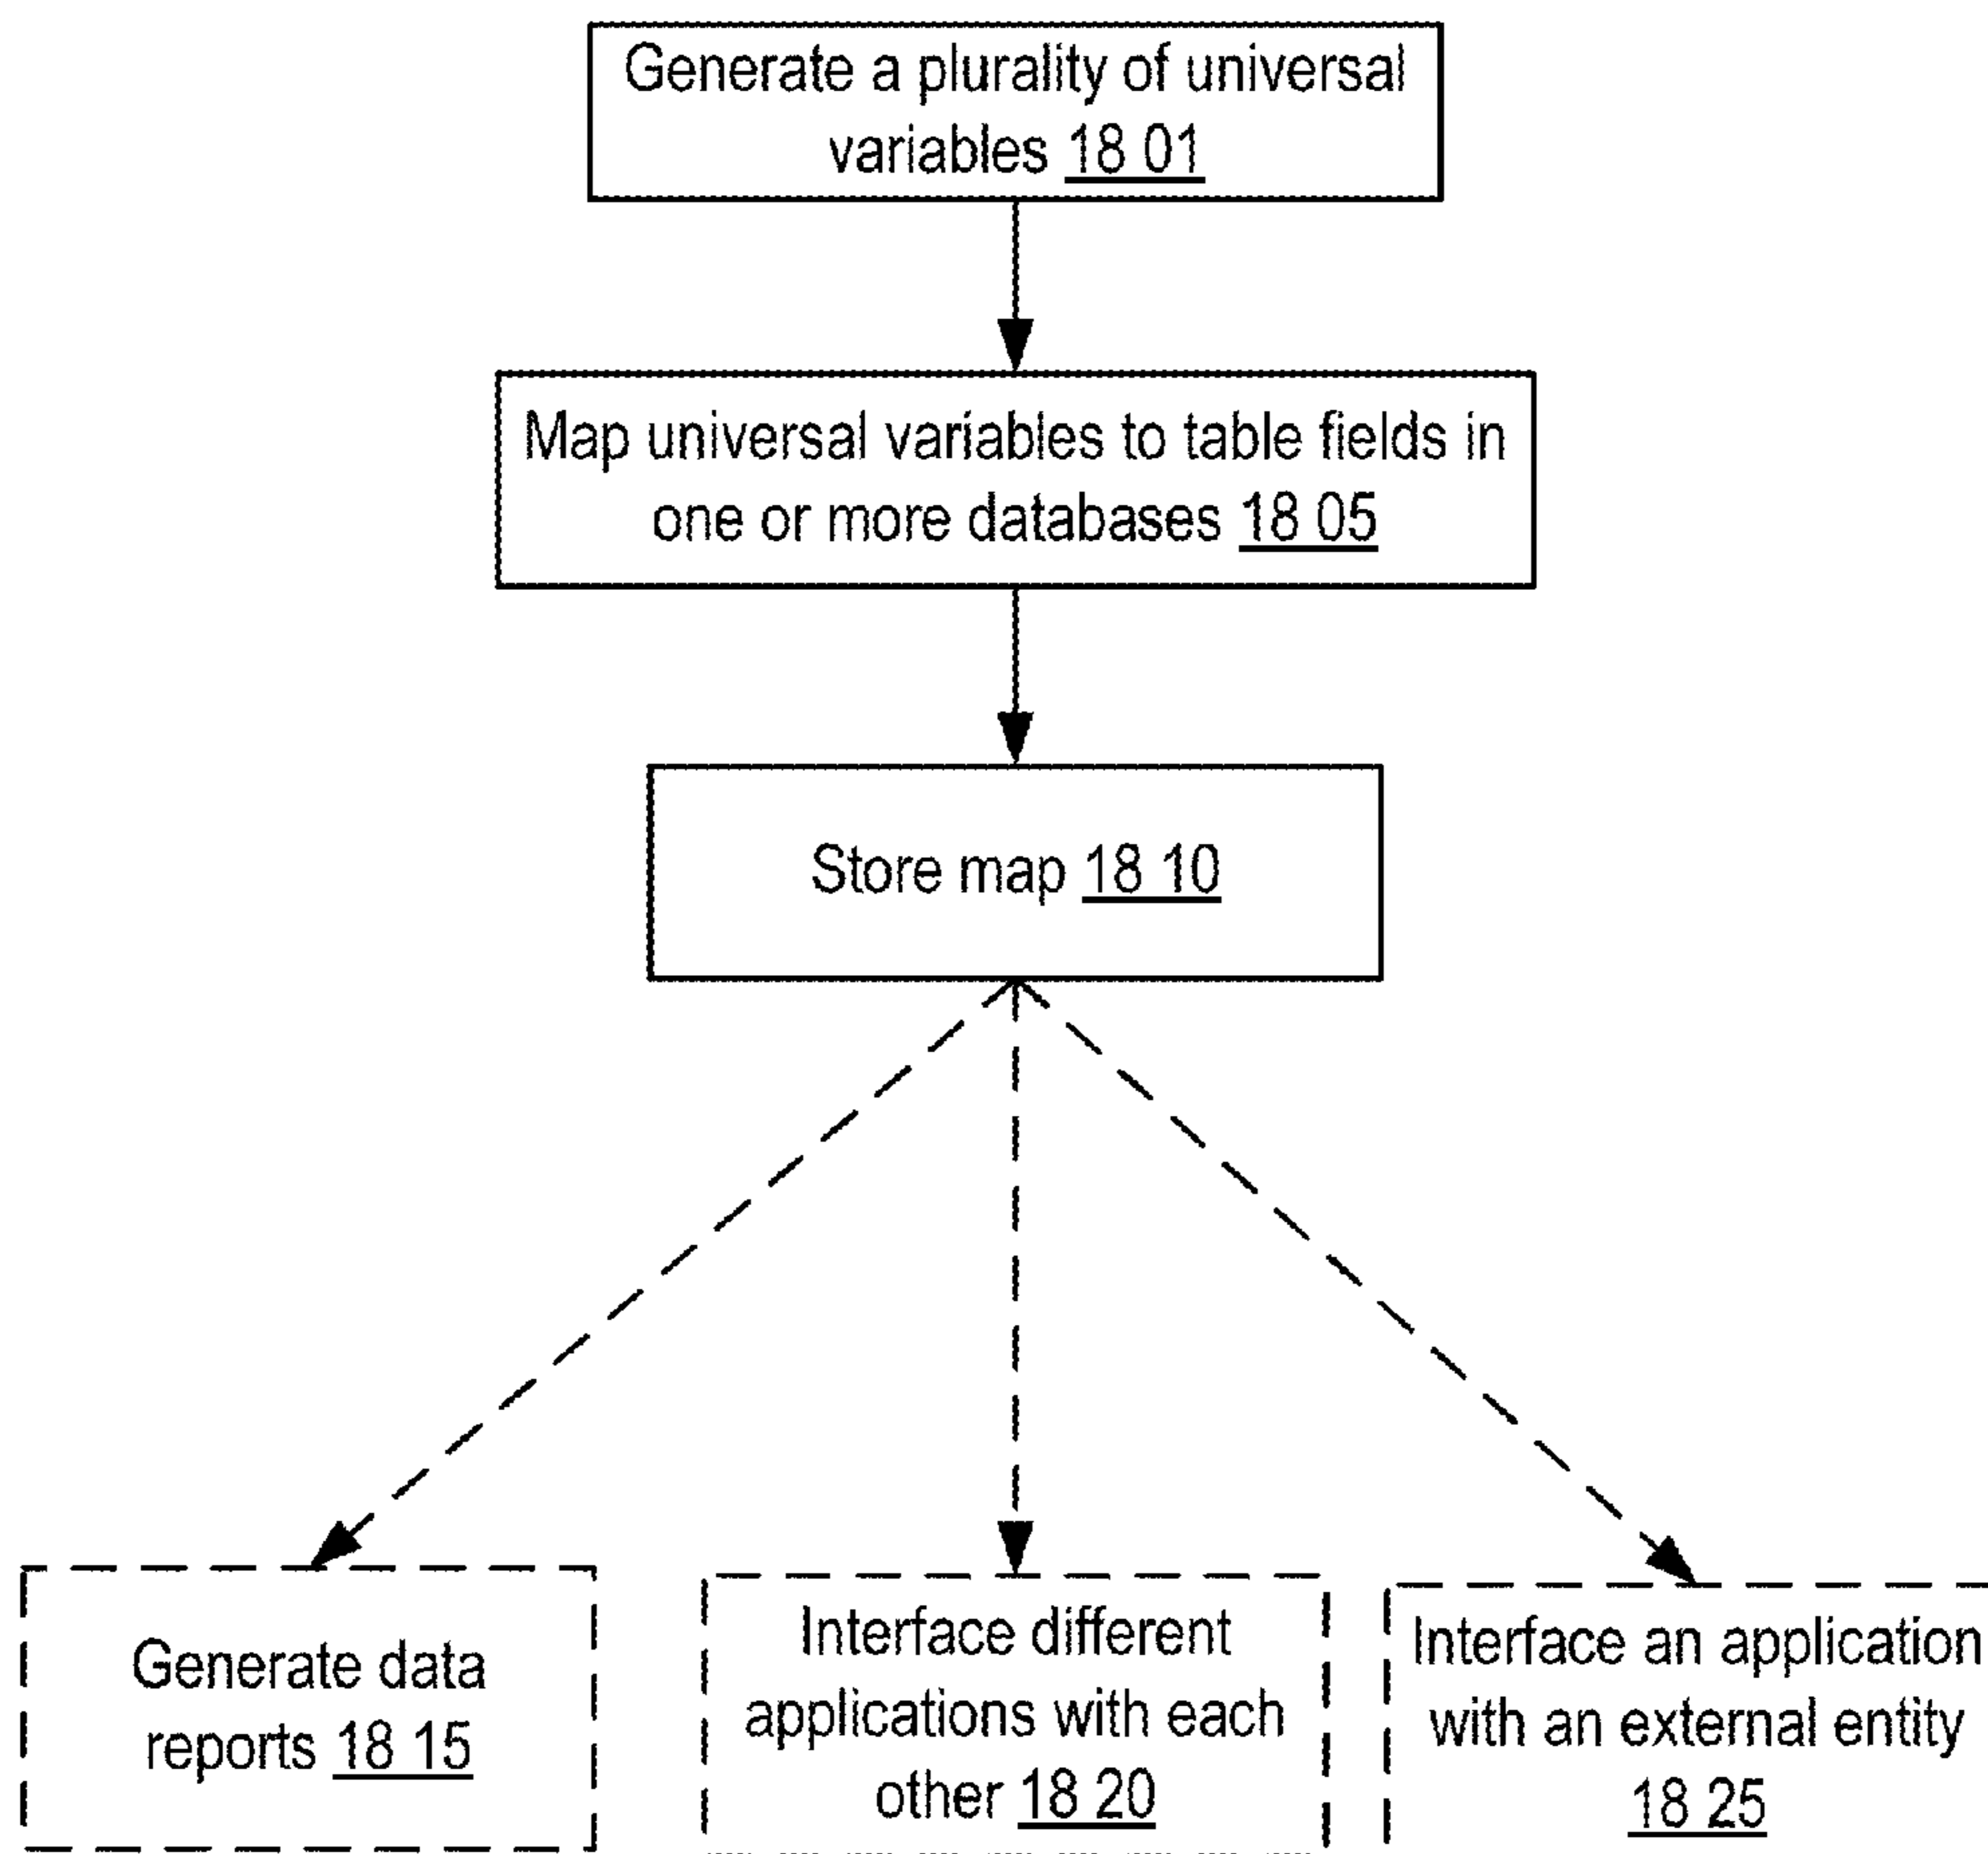 Generate a plurality of universal
variables 18 01
Map universal variables to table fields in
one or more databases 18 05
Store map 18 10
Generate data
reports 18 15
Interface different
applications with each
other 18 20
Interface an application
with an external entity
18 25